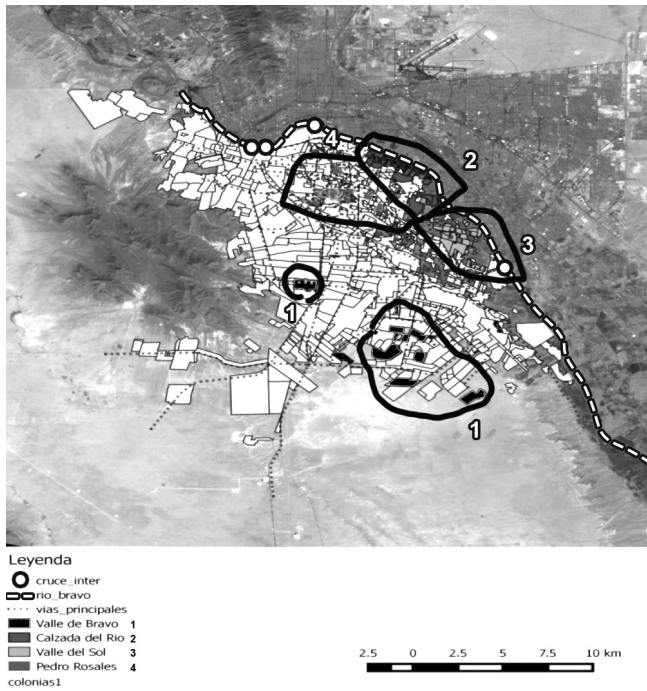 4
2
3
1
1
Leyenda
cruce_inter
rio_bravo
vias_principales
Valle de Bravo 1
Calzada del Rio 2
Valle del Sol 3
Pedro Rosales 4
colonias1
2.5 0 2.5 5 7.5 10 km